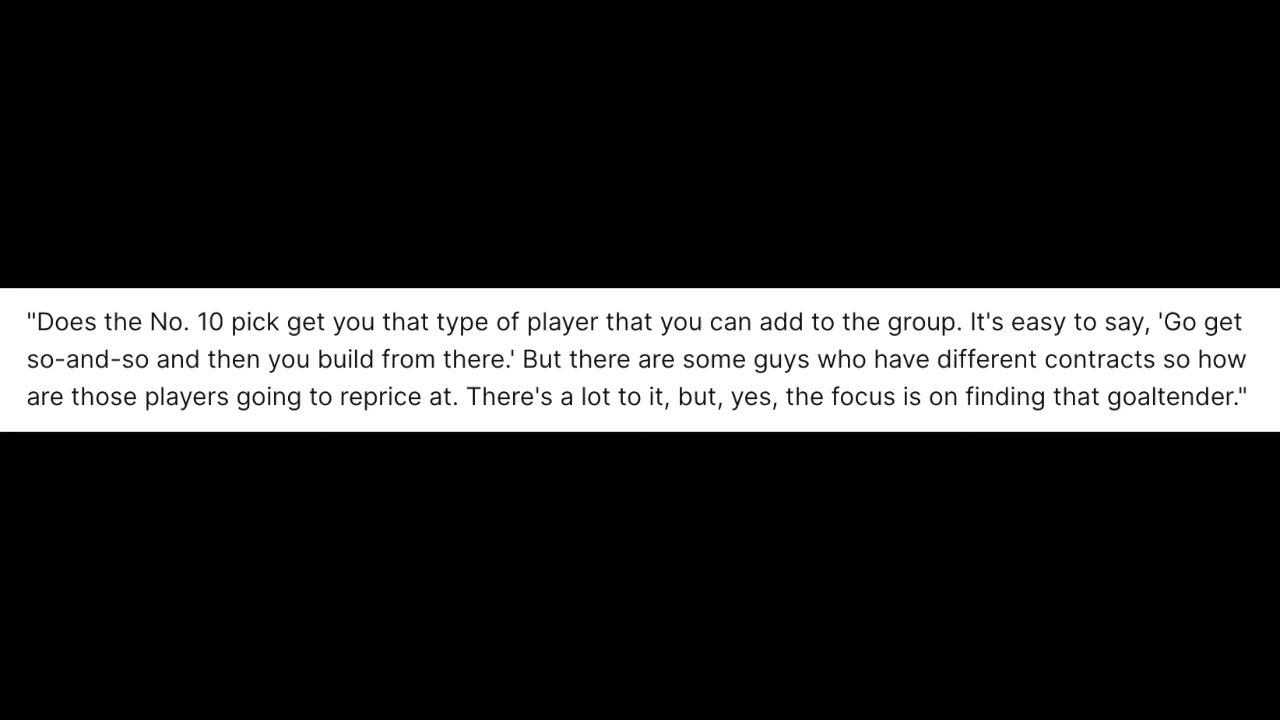 "Does the No. 10 pick get you that type of player that you can add to the group. It's easy to say, 'Go get
so-and-so and then you build from there.' But there are some guys who have different contracts so how
are those players going to reprice at. There's a lot to it, but, yes, the focus is on finding that goaltender."